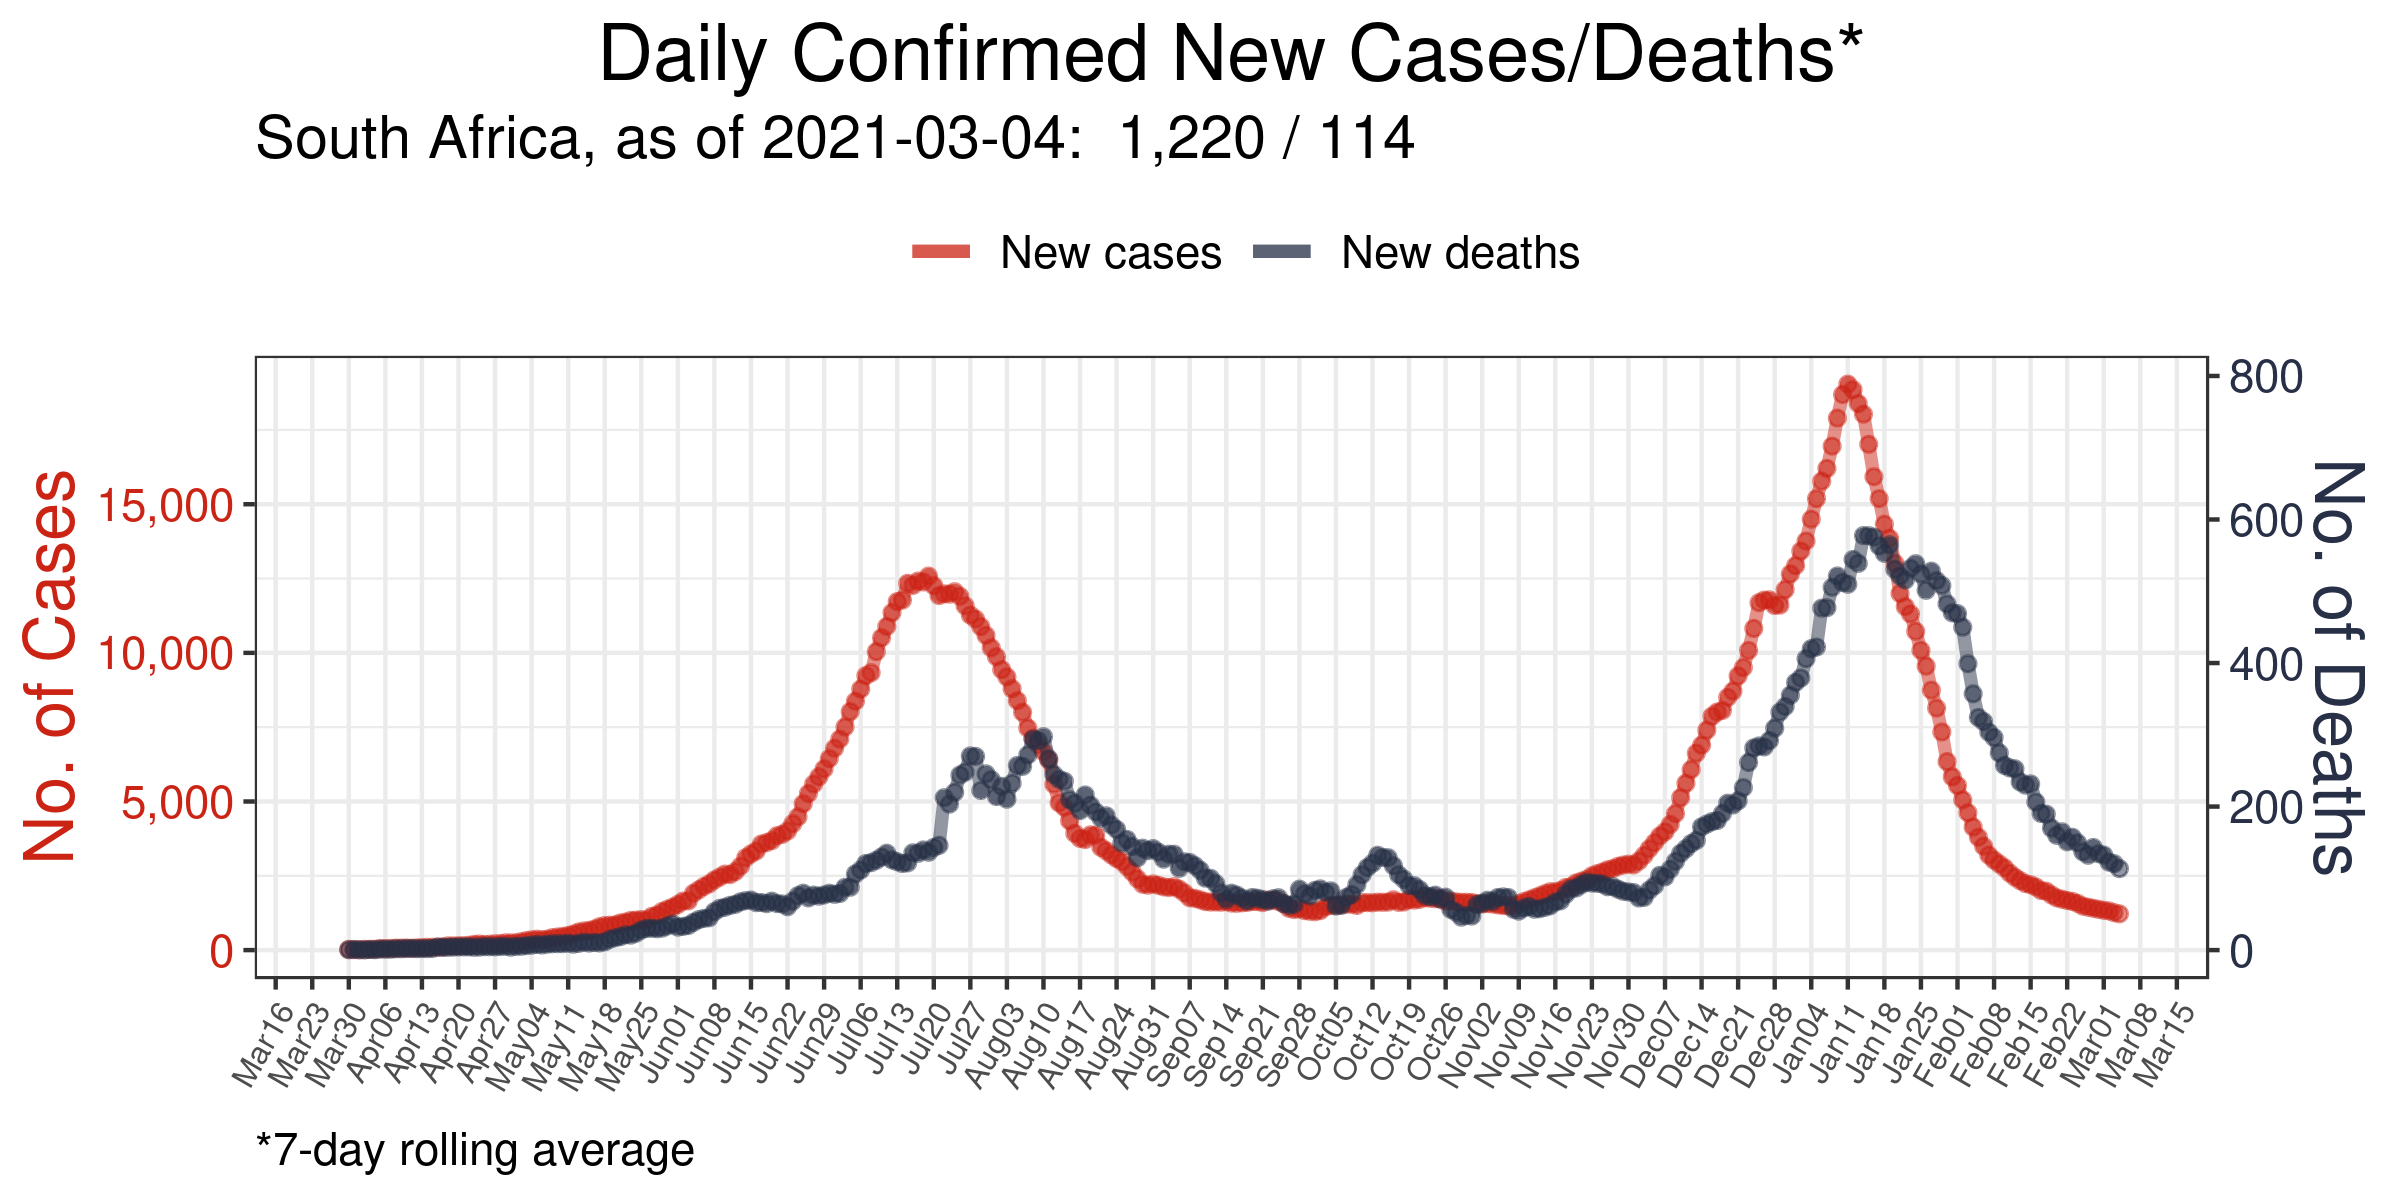 Daily Confirmed New Cases/Deaths*
South Africa, as of 2021-03-04:  1,220 / 114
New cases
New deaths
No. of Cases
15,000
10,000
5,000
0
800
600
400
200
0
No. of Deaths
Mar16
Mar23
Mar30
Apr06
Apr13
Apr20
Apr27
May04
May11
May18
May25
Jun01
Jun08
Jun15
Jun22
Jun29
Jul06
Jul13
Jul20
Jul27
Aug03
Aug10
Aug17
Aug24
Aug31
Sep07
Sep14
Sep21
Sep28
Oct05
Oct12
Oct19
Oct26
Nov02
Nov09
Nov16
Nov23
Nov30
Dec07
Dec14
Dec21
Dec28
Jan04
Jan11
Jan18
Jan25
Feb01
Feb08
Feb15
Feb22
Mar01
Mar08
Mar15
*7-day rolling average